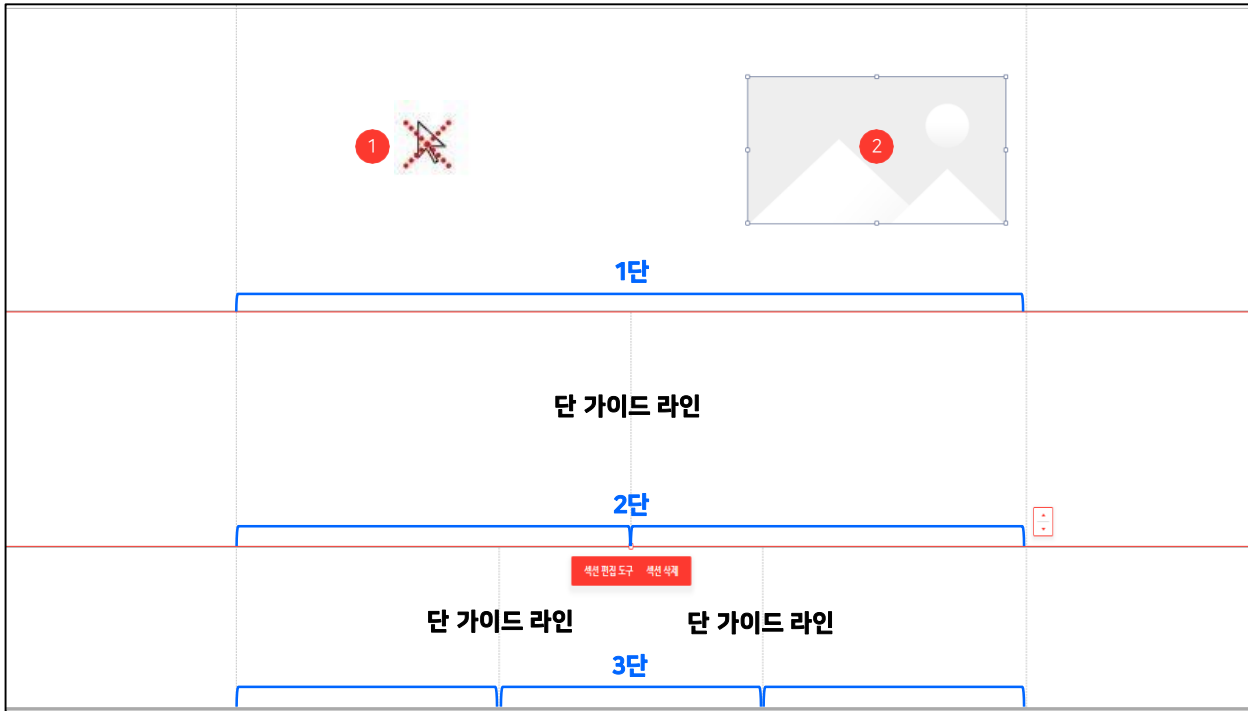 1
2
1단
단 가이드 라인
2단
섹션 편집 도구 섹션 삭제
단 가이드 라인 단 가이드 라인
3단